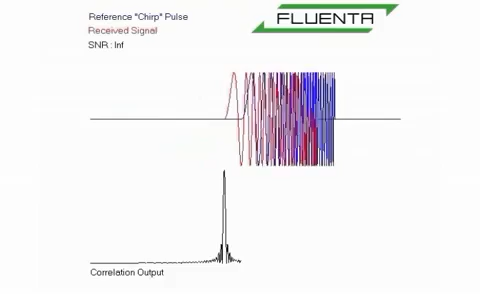 Reference "Chirp" Pulse
Received Signal
SNR : Inf
FLUENTA
Correlation Output